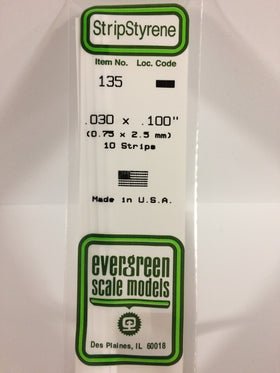 StripStyrene
Item No. Loc. Code
135
.030 x .100"
(0.75 x 2.5 mm)
10 Strips
Made in U.S.A.
evergreen
scale models
Des Plaines, IL 60018